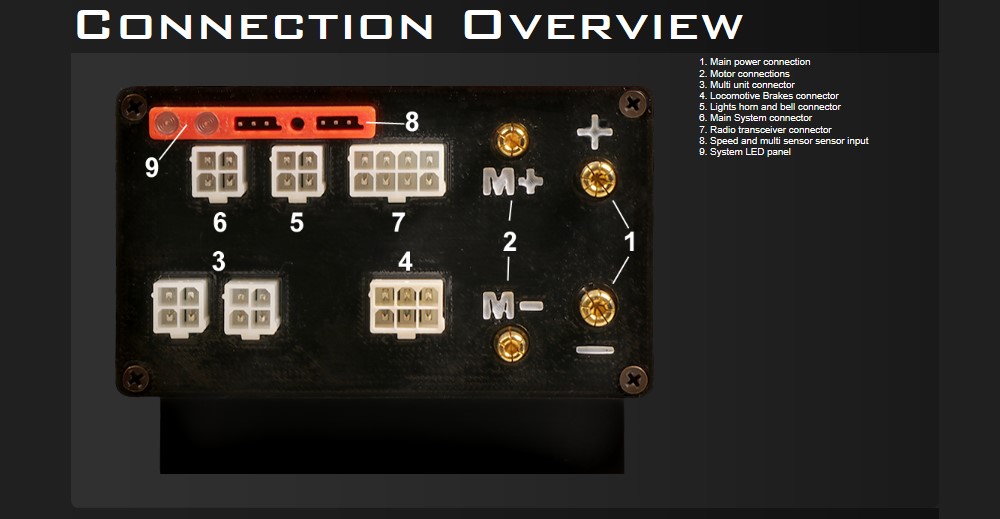 Connection Overview
1. Main power connection
2. Motor connections
3. Multi unit connector
4. Locomotive Brakes connector
5. Lights horn and bell connector
6. Main System connector
7. Radio transceiver connector
8. Speed and multi sensor sensor input
9. System LED panel
8
+
9
M+
6
5
7
2
1
3
4
M-
-